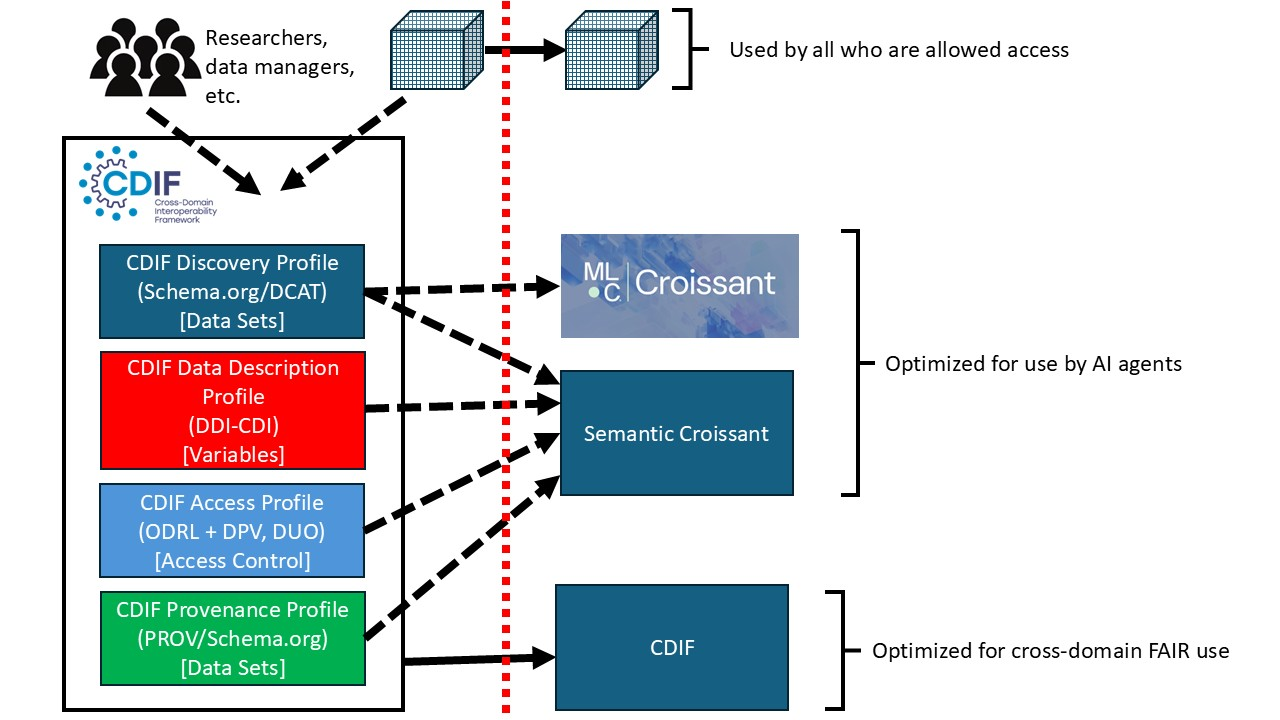 Researchers,
data managers,
etc.
Used by all who are allowed access
CDIF
Cross-Domain
Interoperability
Framework
CDIF Discovery Profile
(Schema.org/DCAT)
[Data Sets]
CDIF Data Description
Profile
(DDI-CDI)
[Variables]
CDIF Access Profile
(ODRL + DPV, DUO)
[Access Control]
CDIF Provenance Profile
(PROV/Schema.org)
[Data Sets]
ML
C
Croissant
Semantic Croissant
Optimized for use by AI agents
CDIF
Optimized for cross-domain FAIR use